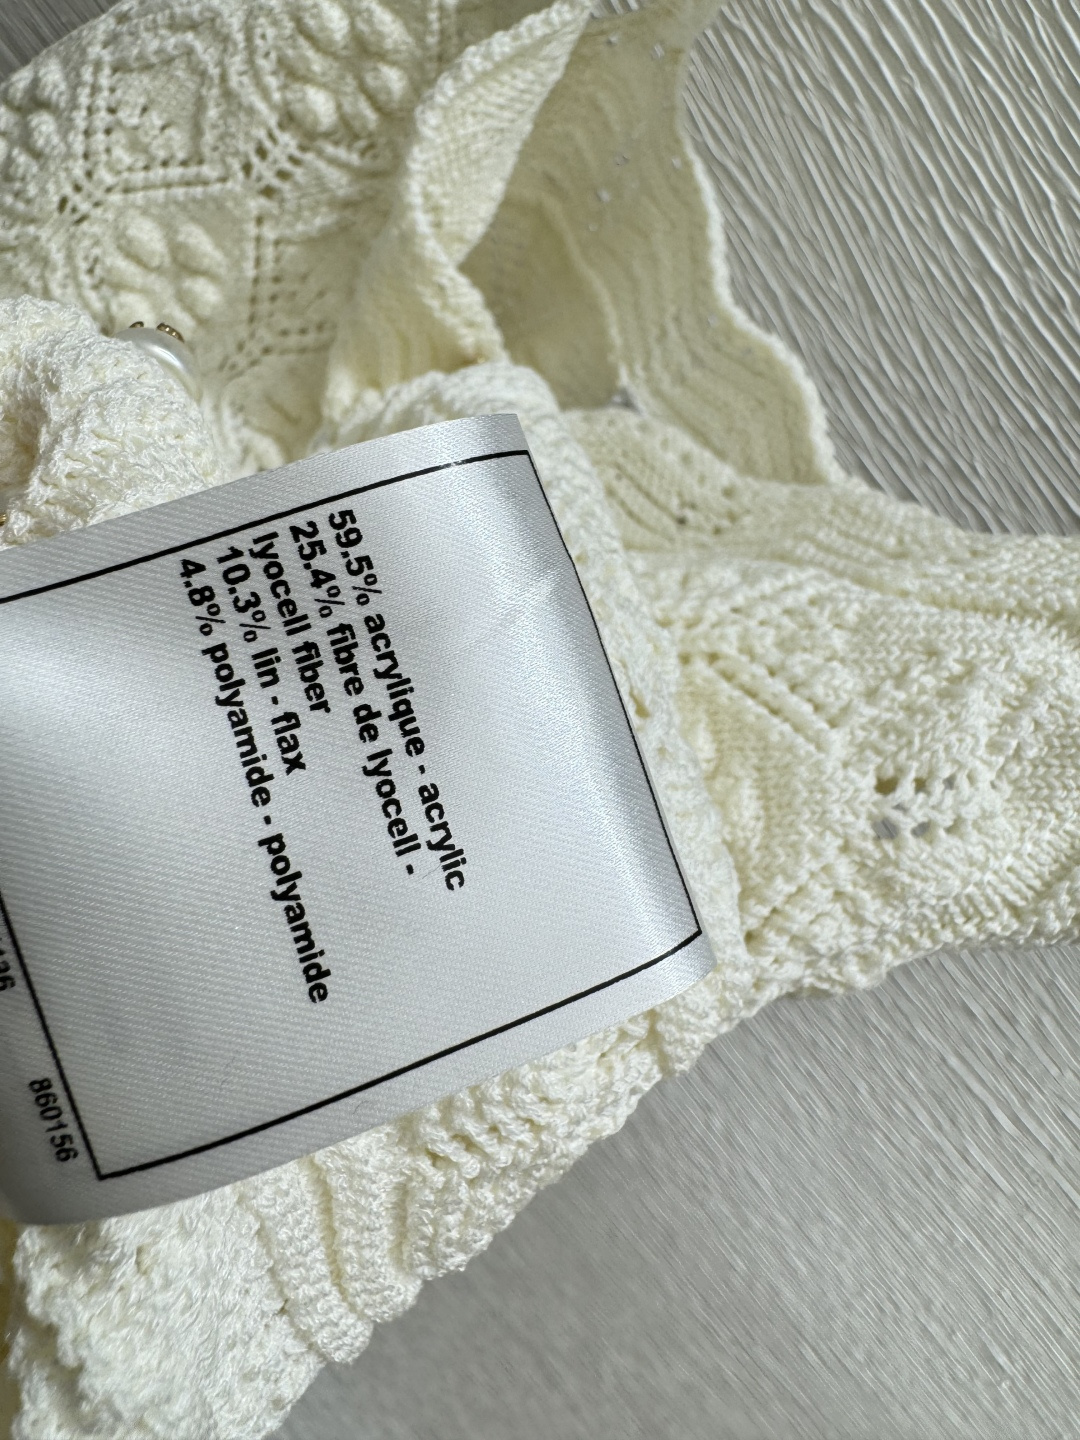 59.5% acrylique - acrylic
25.4% fibre de lyocell -
lyocell fiber
10.3% lin - flax
4.8% polyamide - polyamide
860156